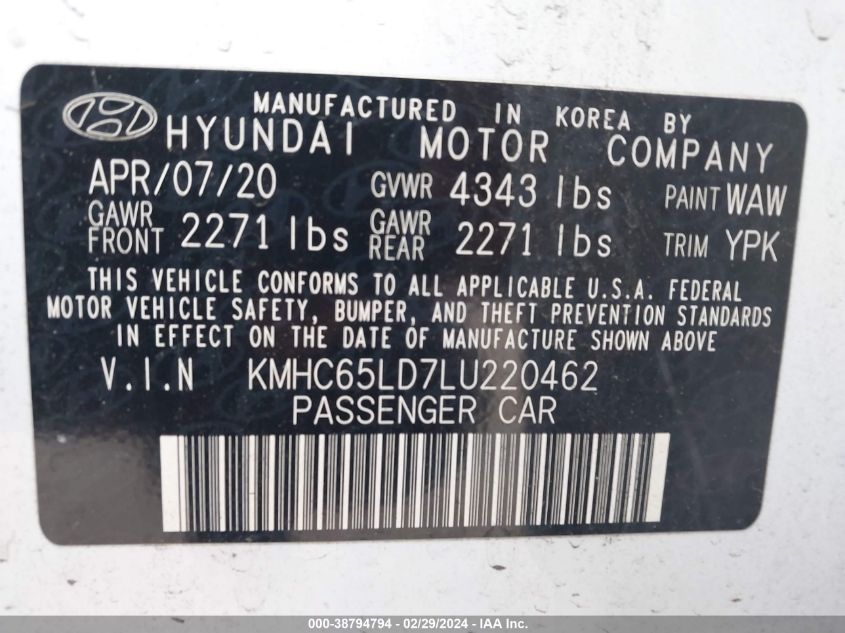 MANUFACTURED IN KOREA BY
HYUNDAI MOTOR COMPANY
APR/07/20 GVWR 4343 lbs PAINT WAW
GAWR FRONT 2271 lbs GAWR REAR 2271 lbs TRIM YPK
THIS VEHICLE CONFORMS TO ALL APPLICABLE U.S.A. FEDERAL
MOTOR VEHICLE SAFETY, BUMPER, AND THEFT PREVENTION STANDARDS
IN EFFECT ON THE DATE OF MANUFACTURE SHOWN ABOVE
V.I.N KMHC65LD7LU220462
PASSENGER CAR
000-38794794 - 02/29/2024 - IAA Inc.